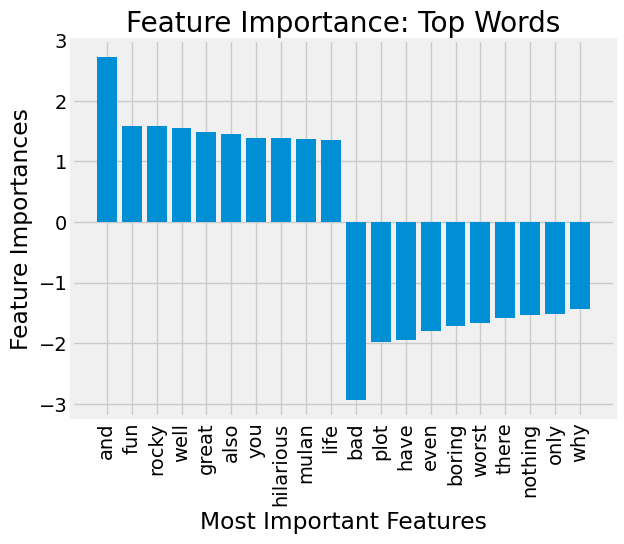 Feature Importance: Top Words
Feature Importances
3
2
1
0
−1
−2
−3
and
fun
rocky
well
great
also
you
hilarious
mulan
life
bad
plot
have
even
boring
worst
there
nothing
only
why
Most Important Features